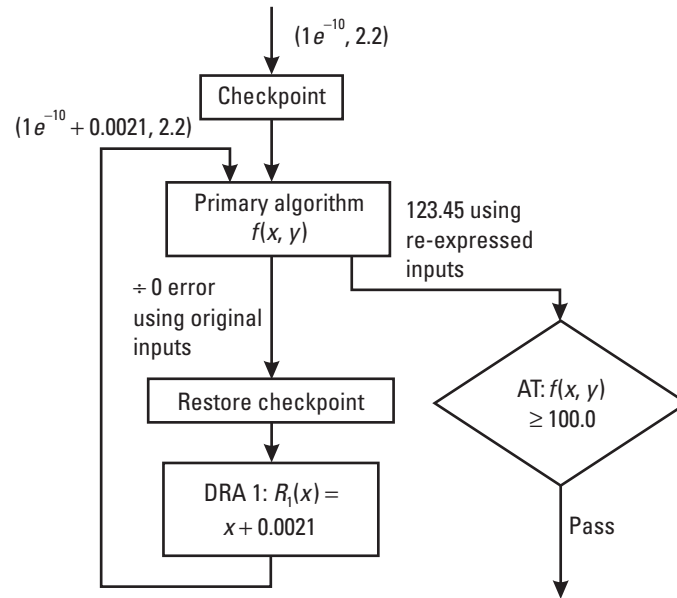 (1e⁻¹⁰, 2.2)
Checkpoint
(1e⁻¹⁰ + 0.0021, 2.2)
Primary algorithm
f(x, y)
123.45 using
re-expressed
inputs
÷ 0 error
using original
inputs
Restore checkpoint
AT: f(x, y)
≥ 100.0
DRA 1: R₁(x) =
x + 0.0021
Pass